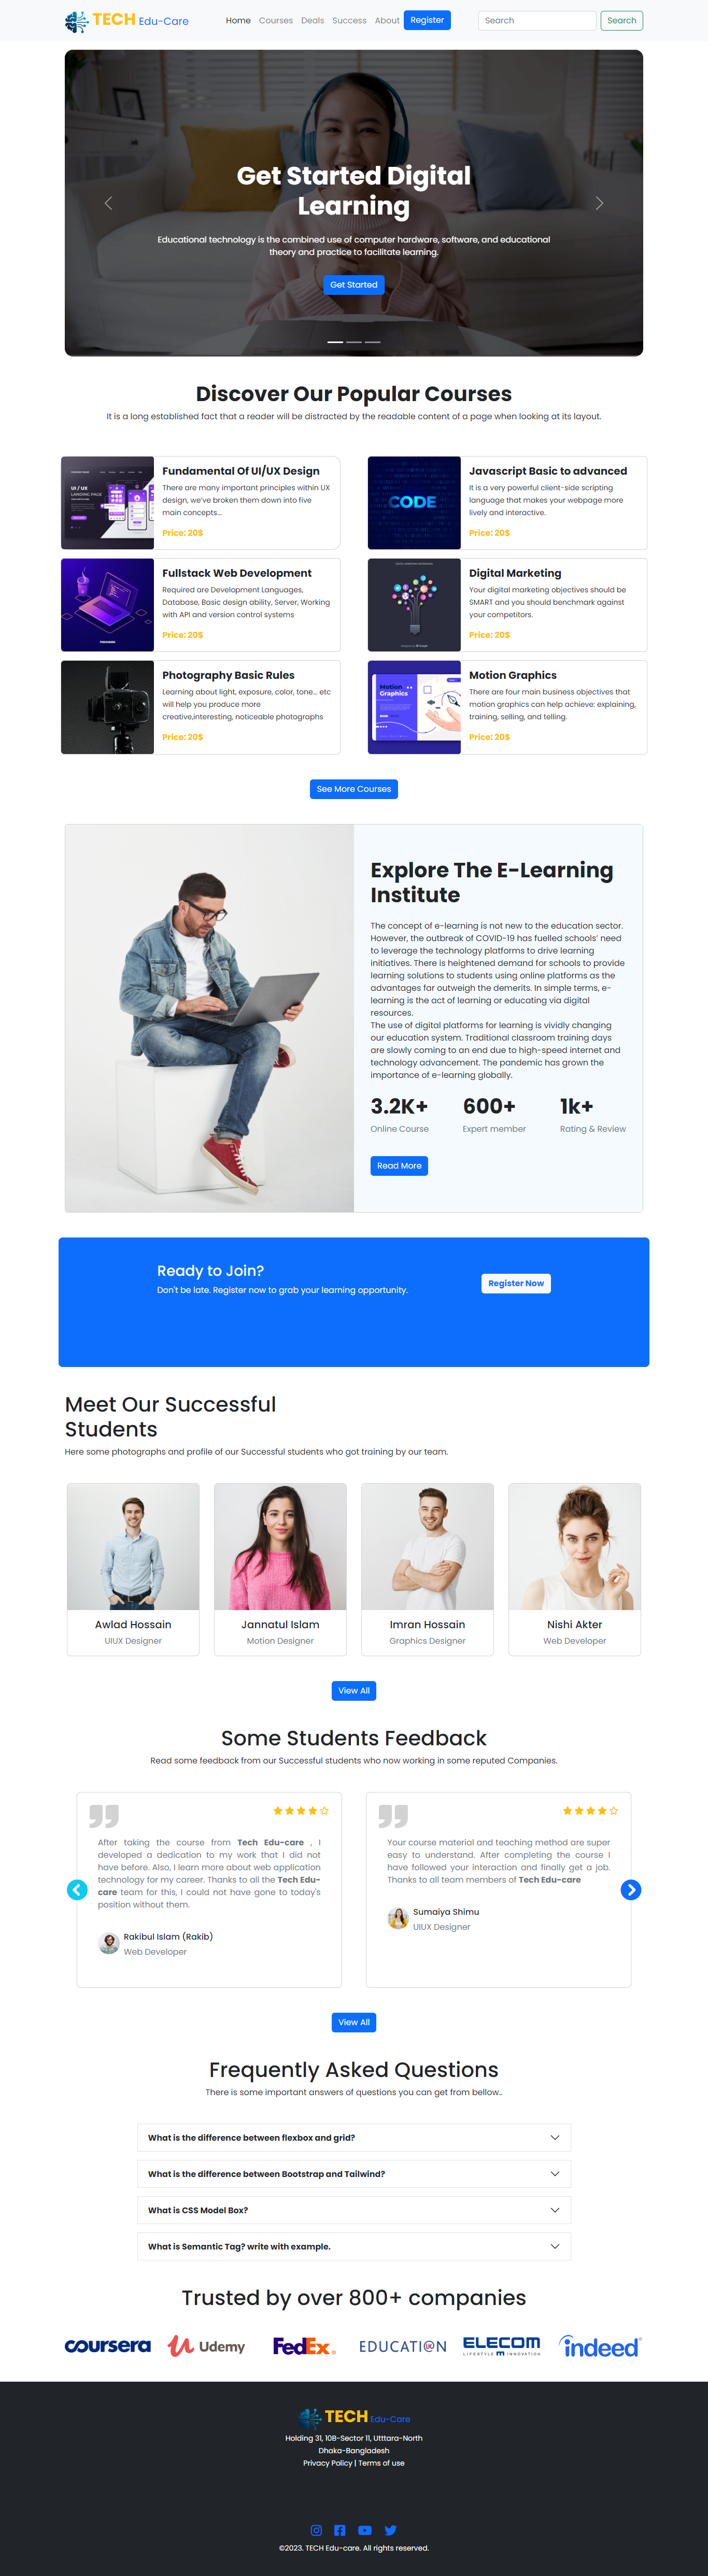 TECH Edu-Care
Home Courses Deals Success About Register Search Search
Get Started Digital
Learning
Educational technology is the combined use of computer hardware, software, and educational
theory and practice to facilitate learning.
Get Started
Discover Our Popular Courses
It is a long established fact that a reader will be distracted by the readable content of a page when looking at its layout.
UI / UX
LANDING PAGE
Fundamental Of UI/UX Design
There are many important principles within UX
design, we've broken them down into five
main concepts...
Price: 20$
CODE
Javascript Basic to advanced
It is a very powerful client-side scripting
language that makes your webpage more
lively and interactive.
Price: 20$
Fullstack Web Development
Required are Development Languages,
Database, Basic design ability, Server, Working
with API and version control systems
Price: 20$
Digital Marketing
Your digital marketing objectives should be
SMART and you should benchmark against
your competitors.
Price: 20$
Photography Basic Rules
Learning about light, exposure, color, tone... etc
will help you produce more
creative,interesting, noticeable photographs
Price: 20$
Motion
Graphics
Motion Graphics
There are four main business objectives that
motion graphics can help achieve: explaining,
training, selling, and telling.
Price: 20$
See More Courses
Explore The E-Learning
Institute
The concept of e-learning is not new to the education sector.
However, the outbreak of COVID-19 has fuelled schools' need
to leverage the technology platforms to drive learning
initiatives. There is heightened demand for schools to provide
learning solutions to students using online platforms as the
advantages far outweigh the demerits. In simple terms, e-
learning is the act of learning or educating via digital
resources.
The use of digital platforms for learning is vividly changing
our education system. Traditional classroom training days
are slowly coming to an end due to high-speed internet and
technology advancement. The pandemic has grown the
importance of e-learning globally.
3.2K+ 600+ 1k+
Online Course Expert member Rating & Review
Read More
Ready to Join?
Don't be late. Register now to grab your learning opportunity.
Register Now
Meet Our Successful
Students
Here some photographs and profile of our Successful students who got training by our team.
Awlad Hossain
UIUX Designer
Jannatul Islam
Motion Designer
Imran Hossain
Graphics Designer
Nishi Akter
Web Developer
View All
Some Students Feedback
Read some feedback from our Successful students who now working in some reputed Companies.
After taking the course from Tech Edu-care , I
developed a dedication to my work that I did not
have before. Also, I learn more about web application
technology for my career. Thanks to all the Tech Edu-
care team for this, I could not have gone to today's
position without them.
Rakibul Islam (Rakib)
Web Developer
Your course material and teaching method are super
easy to understand. After completing the course I
have followed your interaction and finally get a job.
Thanks to all team members of Tech Edu-care
Sumaiya Shimu
UIUX Designer
View All
Frequently Asked Questions
There is some important answers of questions you can get from bellow..
What is the difference between flexbox and grid?
What is the difference between Bootstrap and Tailwind?
What is CSS Model Box?
What is Semantic Tag? write with example.
Trusted by over 800+ companies
coursera Udemy FedEx EDUCATI@N UK ELECOM indeed
LIFESTYLE INNOVATION
TECH Edu-Care
Holding 31, 10B-Sector 11, Utttara-North
Dhaka-Bangladesh
Privacy Policy | Terms of use
©2023. TECH Edu-care. All rights reserved.